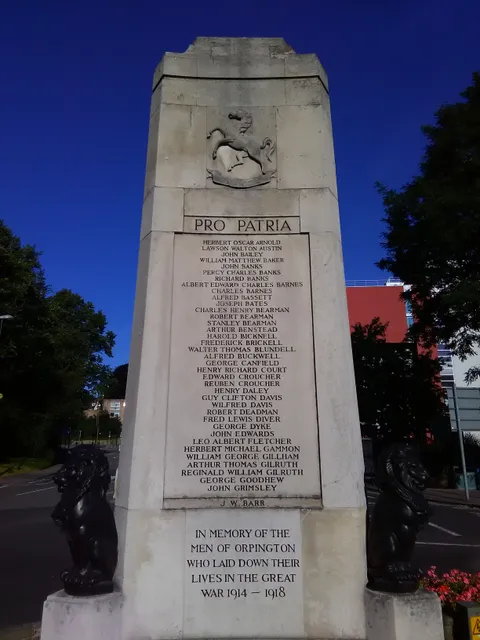 PRO PATRIA
HERBERT OSCAR ARNOLD
LAWSON WALTON AUSTIN
JOHN BAILEY
WILLIAM MATTHEW BAKER
JOHN BANKS
PERCY CHARLES BANKS
RICHARD BANKS
ALBERT EDWARD CHARLES BARNES
CHARLES BARNES
ALFRED BASSETT
JOSEPH BATES
CHARLES HENRY BEARMAN
ROBERT BEARMAN
STANLEY BEARMAN
ARTHUR BENSTEAD
HAROLD BICKNELL
FREDERICK BRICKELL
WALTER THOMAS BLUNDELL
ALFRED BUCKWELL
GEORGE CANFIELD
HENRY RICHARD COURT
EDWARD CROUCHER
REUBEN CROUCHER
HENRY DALEY
GUY CLIFTON DAVIS
WILFRED DAVIS
ROBERT DEADMAN
FRED LEWIS DIVER
GEORGE DYKE
JOHN EDWARDS
LEO ALBERT FLETCHER
HERBERT MICHAEL GAMMON
WILLIAM GEORGE GILLHAM
ARTHUR THOMAS GILRUTH
REGINALD WILLIAM GILRUTH
GEORGE GOODHEW
JOHN GRIMSLEY
J. W. BARR
IN MEMORY OF THE
MEN OF ORPINGTON
WHO LAID DOWN THEIR
LIVES IN THE GREAT
WAR 1914 – 1918